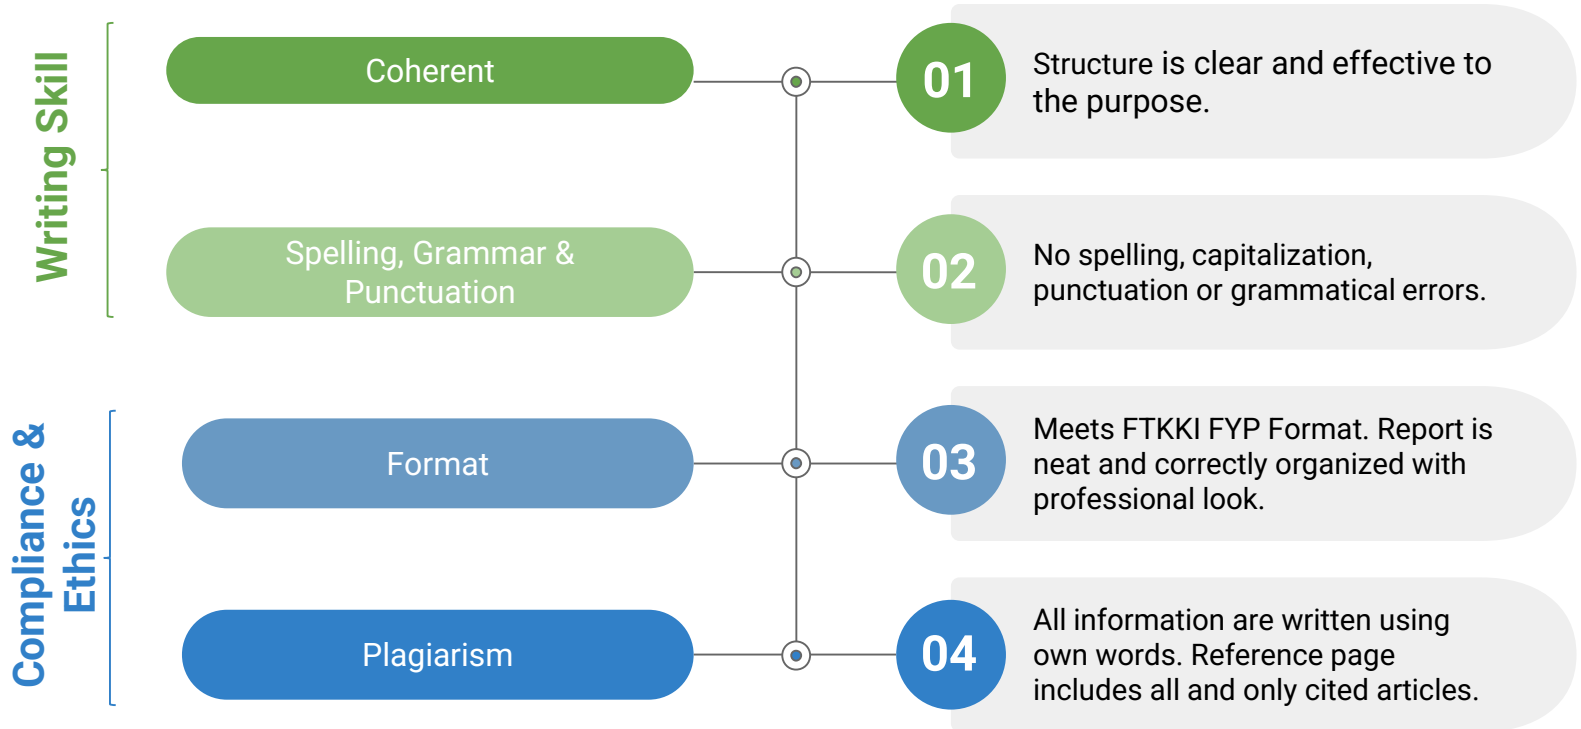 Writing Skill
Coherent
01
Structure is clear and effective to
the purpose.
Spelling, Grammar &
Punctuation
02
No spelling, capitalization,
punctuation or grammatical errors.
Compliance &
Ethics
Format
03
Meets FTKKI FYP Format. Report is
neat and correctly organized with
professional look.
Plagiarism
04
All information are written using
own words. Reference page
includes all and only cited articles.